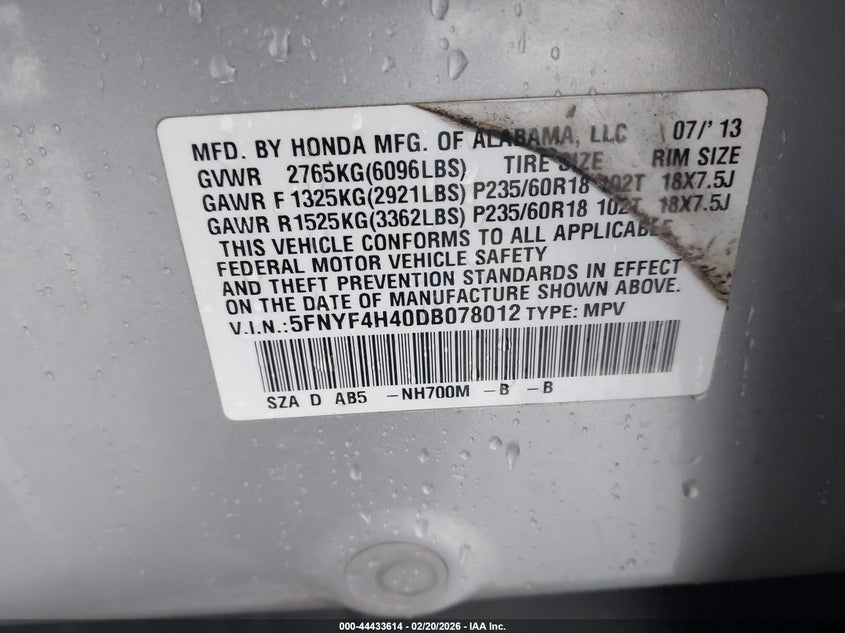 MFD. BY HONDA MFG. OF ALABAMA, LLC 07/'13
GVWR 2765KG(6096LBS) TIRE SIZE RIM SIZE
GAWR F 1325KG(2921LBS) P235/60R18 102T 18X7.5J
GAWR R1525KG(3362LBS) P235/60R18 102T 18X7.5J
THIS VEHICLE CONFORMS TO ALL APPLICABLE
FEDERAL MOTOR VEHICLE SAFETY
AND THEFT PREVENTION STANDARDS IN EFFECT
ON THE DATE OF MANUFACTURE SHOWN ABOVE.
V.I.N.:5FNYF4H40DB078012 TYPE: MPV
SZA D AB5 -NH700M -B -B
000-44433614 | 02/20/2026 - IAA Inc.